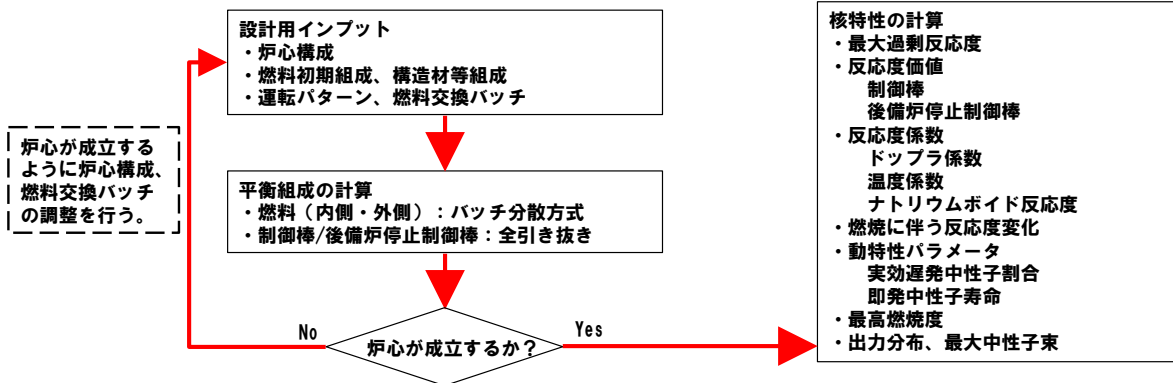 設計用インプット
・炉心構成
・燃料初期組成、構造材等組成
・運転パターン、燃料交換バッチ
炉心が成立する
ように炉心構成、
燃料交換バッチ
の調整を行う。
平衡組成の計算
・燃料（内側・外側）：バッチ分散方式
・制御棒/後備炉停止制御棒：全引き抜き
No
炉心が成立するか？
Yes
核特性の計算
・最大過剰反応度
・反応度価値
制御棒
後備炉停止制御棒
・反応度係数
ドップラ係数
温度係数
ナトリウムボイド反応度
・燃焼に伴う反応度変化
・動特性パラメータ
実効遅発中性子割合
即発中性子寿命
・最高燃焼度
・出力分布、最大中性子束